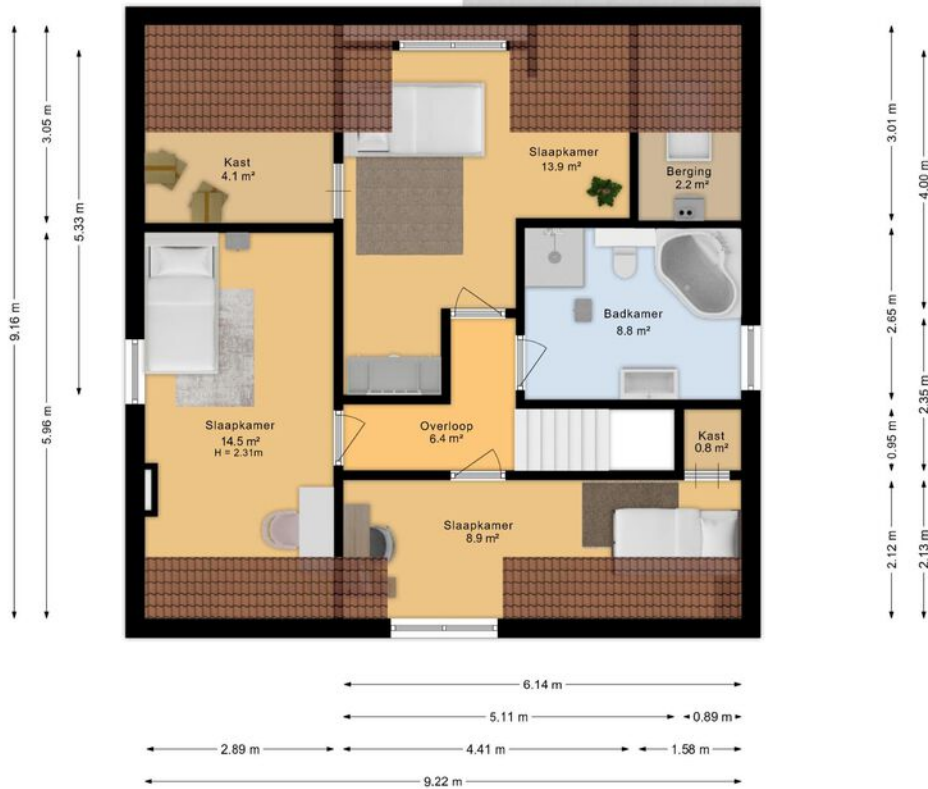 Kast
4.1 m²
Slaapkamer
13.9 m²
Berging
2.2 m²
Badkamer
8.8 m²
Slaapkamer
14.5 m²
H = 2.31m
Overloop
6.4 m²
Kast
0.8 m²
Slaapkamer
8.9 m²
9.16 m
3.05 m
5.96 m
5.33 m
3.01 m
2.65 m
0.95 m
2.12 m
4.00 m
2.35 m
2.13 m
6.14 m
5.11 m
0.89 m
2.89 m
4.41 m
1.58 m
9.22 m